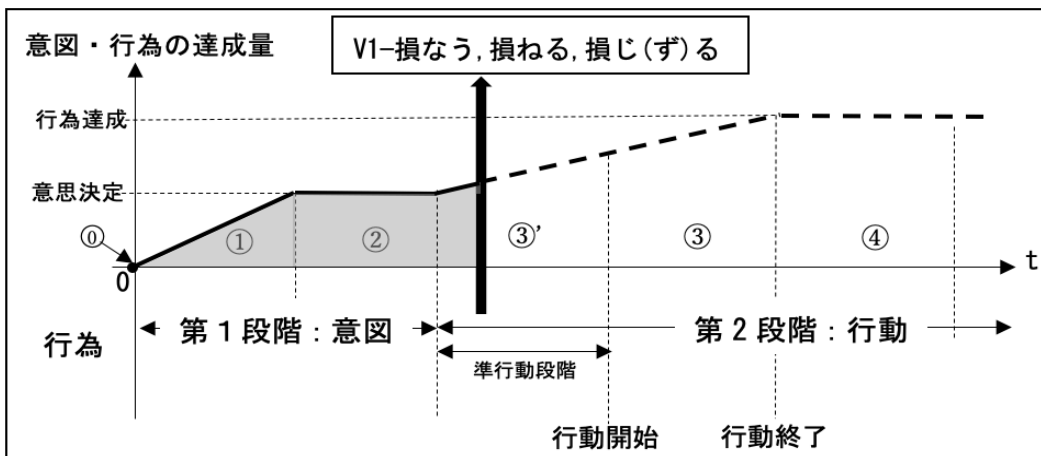 意図・行為の達成量
V1-損なう,損ねる,損じ(ず)る
行為達成
意思決定
⓪
①
②
③’
③
④
0
t
行為
第1段階:意図
第2段階:行動
準行動段階
行動開始
行動終了